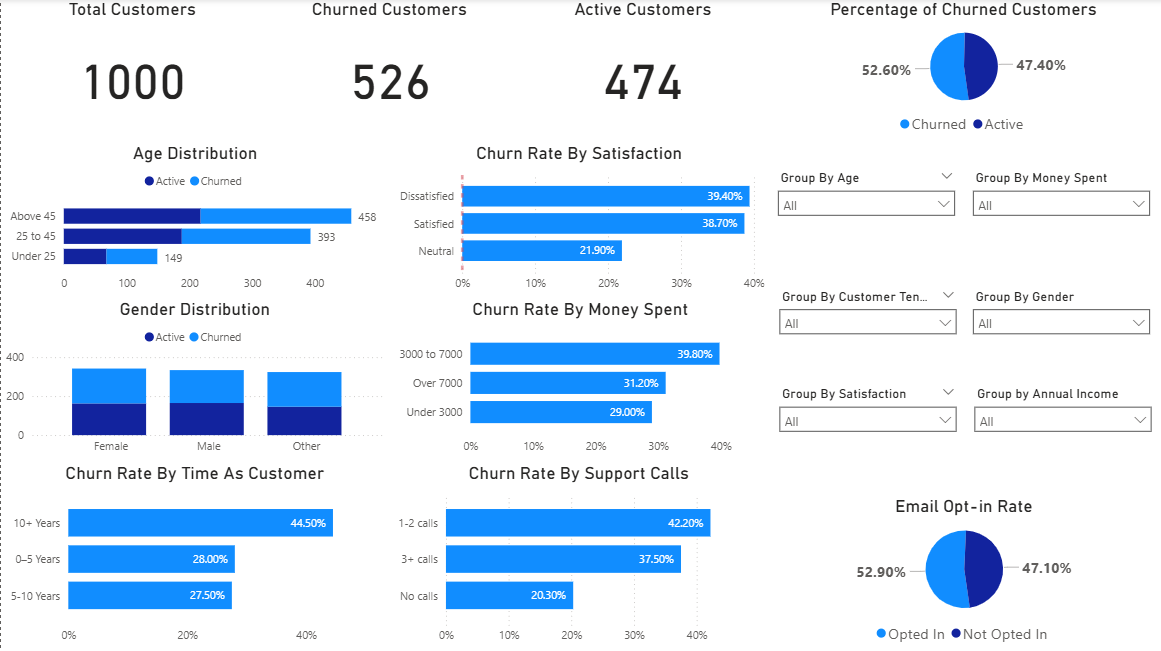 Total Customers
1000
Churned Customers
526
Active Customers
474
Percentage of Churned Customers
52.60%
47.40%
Churned Active
Age Distribution
Active Churned
Above 45
458
25 to 45
393
Under 25
149
0 100 200 300 400
Churn Rate By Satisfaction
Dissatisfied
39.40%
Satisfied
38.70%
Neutral
21.90%
0% 10% 20% 30% 40%
Group By Age
All
Group By Money Spent
All
Gender Distribution
Active Churned
400
200
0
Female Male Other
Churn Rate By Money Spent
3000 to 7000
39.80%
Over 7000
31.20%
Under 3000
29.00%
0% 10% 20% 30% 40%
Group By Customer Ten...
All
Group By Gender
All
Group By Satisfaction
All
Group by Annual Income
All
Churn Rate By Time As Customer
10+ Years
44.50%
0–5 Years
28.00%
5-10 Years
27.50%
0% 20% 40%
Churn Rate By Support Calls
1-2 calls
42.20%
3+ calls
37.50%
No calls
20.30%
0% 10% 20% 30% 40%
Email Opt-in Rate
52.90%
47.10%
Opted In Not Opted In